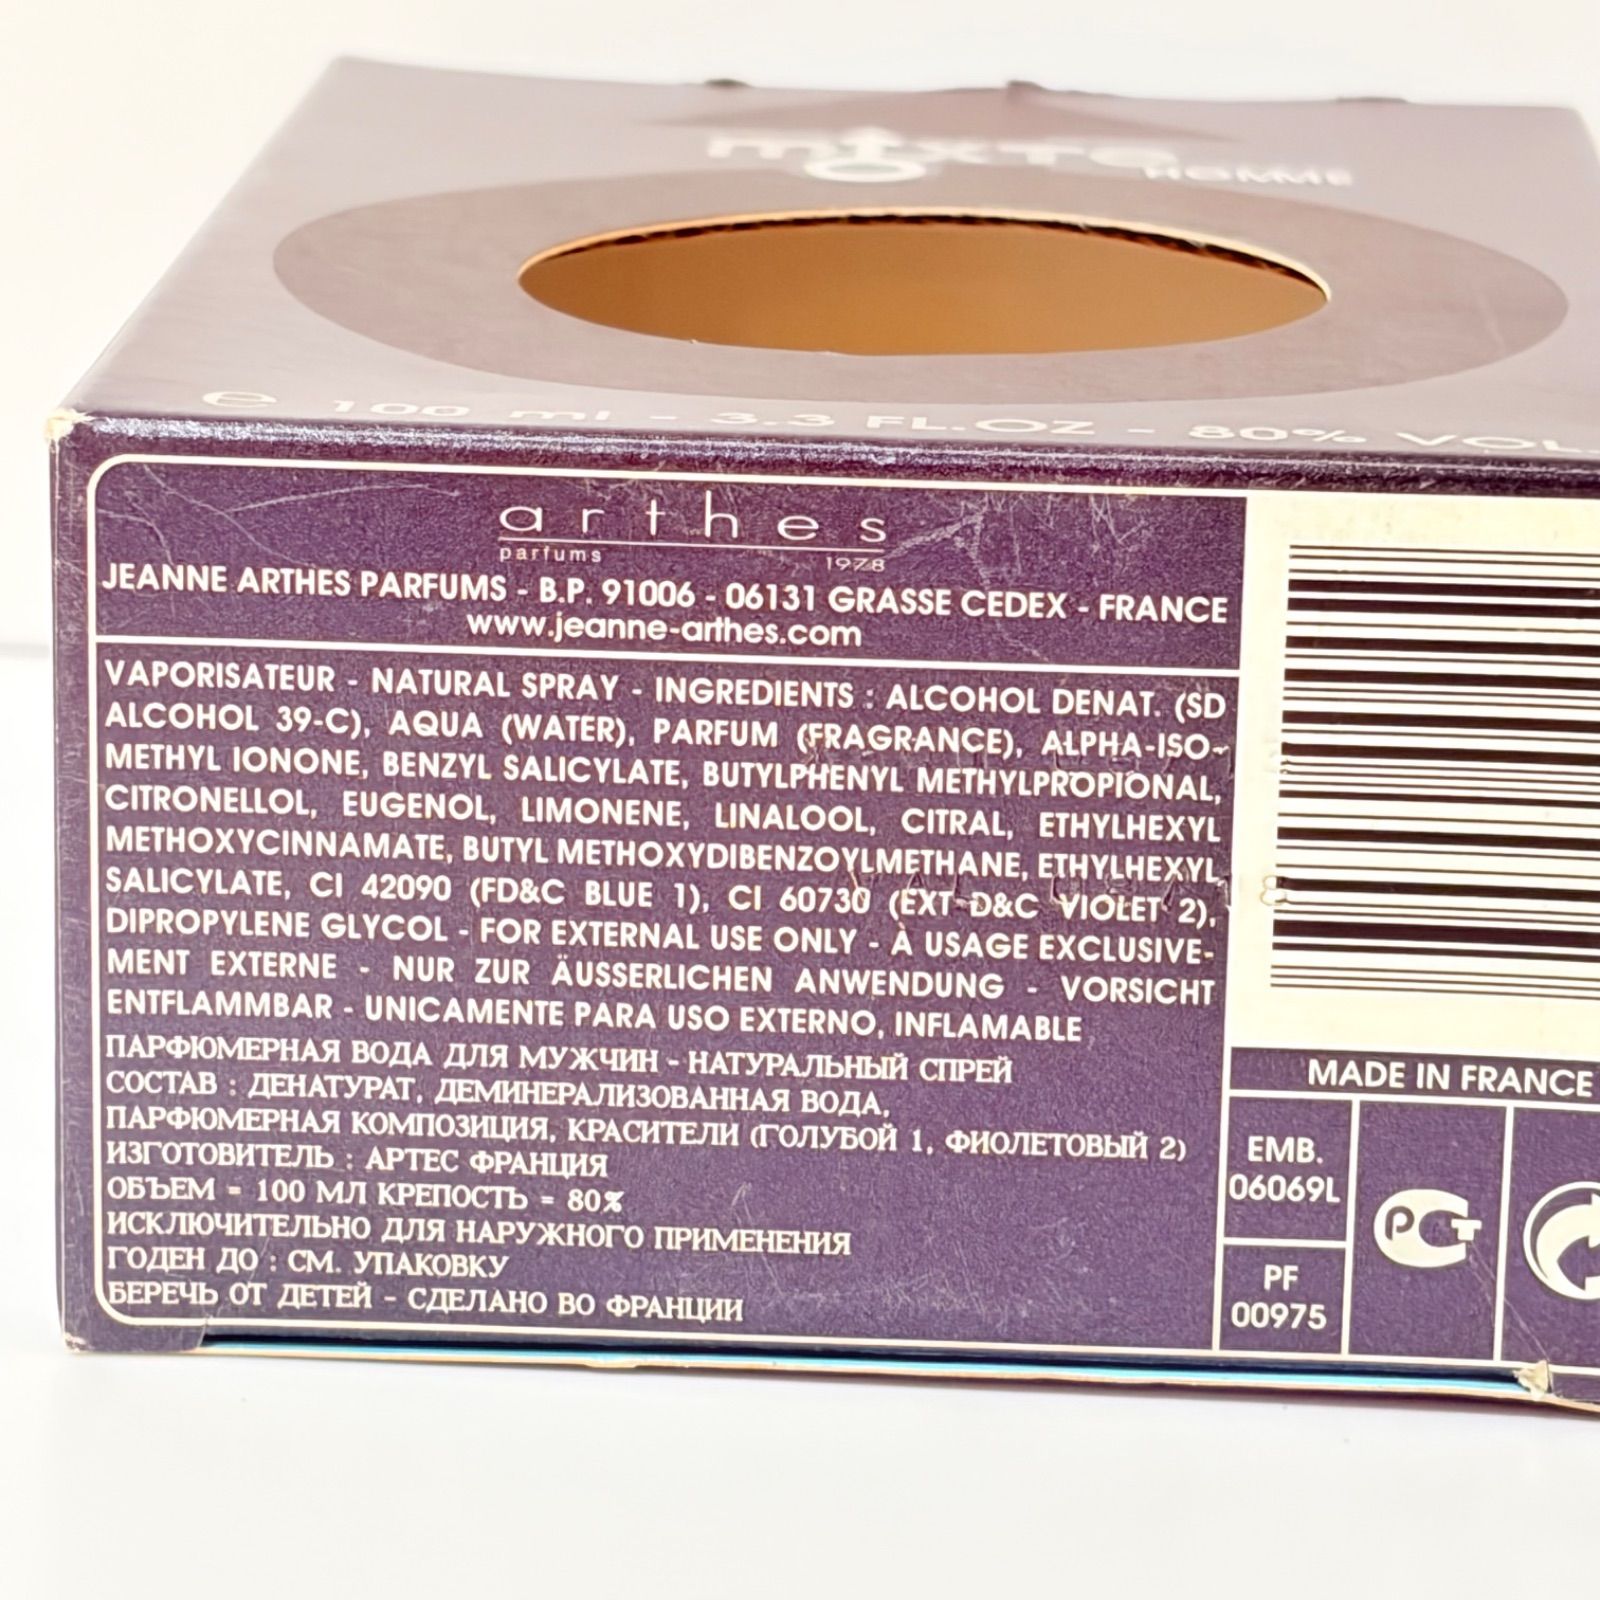 mixte HOMME
e 100 ml - 3.3 FL.OZ - 80% VOL.
arthes
parfums 1978
JEANNE ARTHES PARFUMS - B.P. 91006 - 06131 GRASSE CEDEX - FRANCE
www.jeanne-arthes.com
VAPORISATEUR - NATURAL SPRAY - INGREDIENTS : ALCOHOL DENAT. (SD
ALCOHOL 39-C), AQUA (WATER), PARFUM (FRAGRANCE), ALPHA-ISO-
METHYL IONONE, BENZYL SALICYLATE, BUTYLPHENYL METHYLPROPIONAL,
CITRONELLOL, EUGENOL, LIMONENE, LINALOOL, CITRAL, ETHYLHEXYL
METHOXYCINNAMATE, BUTYL METHOXYDIBENZOYLMETHANE, ETHYLHEXYL
SALICYLATE, CI 42090 (FD&C BLUE 1), CI 60730 (EXT D&C VIOLET 2),
DIPROPYLENE GLYCOL - FOR EXTERNAL USE ONLY - À USAGE EXCLUSIVE-
MENT EXTERNE - NUR ZUR ÄUSSERLICHEN ANWENDUNG - VORSICHT
ENTFLAMMBAR - UNICAMENTE PARA USO EXTERNO, INFLAMABLE
ПАРФЮМЕРНАЯ ВОДА ДЛЯ МУЖЧИН - НАТУРАЛЬНЫЙ СПРЕЙ
СОСТАВ : ДЕНАТУРАТ, ДЕМИНЕРАЛИЗОВАННАЯ ВОДА,
ПАРФЮМЕРНАЯ КОМПОЗИЦИЯ, КРАСИТЕЛИ (ГОЛУБОЙ 1, ФИОЛЕТОВЫЙ 2)
ИЗГОТОВИТЕЛЬ : АРТЕС ФРАНЦИЯ
ОБЪЕМ = 100 МЛ КРЕПОСТЬ = 80%
ИСКЛЮЧИТЕЛЬНО ДЛЯ НАРУЖНОГО ПРИМЕНЕНИЯ
ГОДЕН ДО : СМ. УПАКОВКУ
БЕРЕЧЬ ОТ ДЕТЕЙ - СДЕЛАНО ВО ФРАНЦИИ
MADE IN FRANCE
EMB.
06069L
PF
00975
РСТ